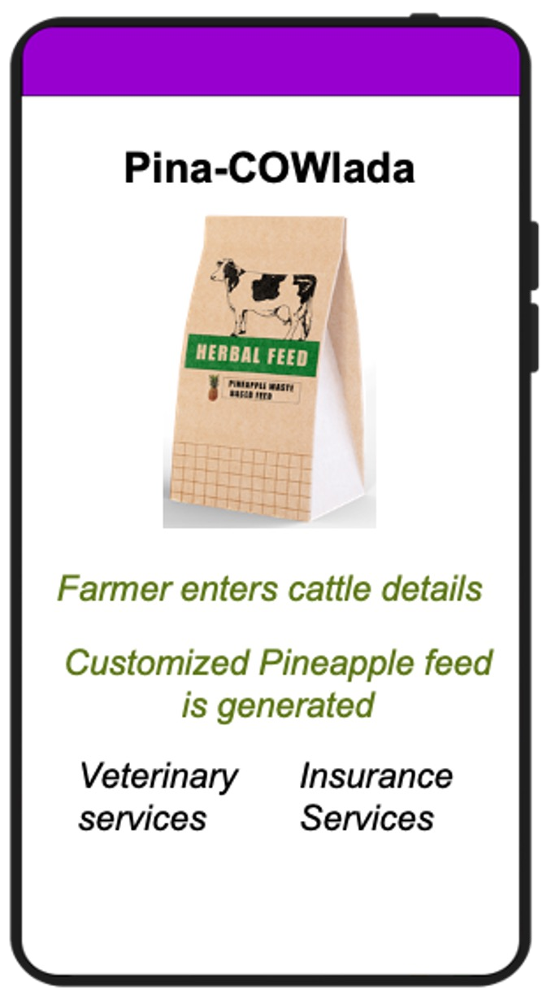 Pina-COWlada
HERBAL FEED
PINEAPPLE WASTE
BASED FEED
Farmer enters cattle details
Customized Pineapple feed
is generated
Veterinary
services
Insurance
Services